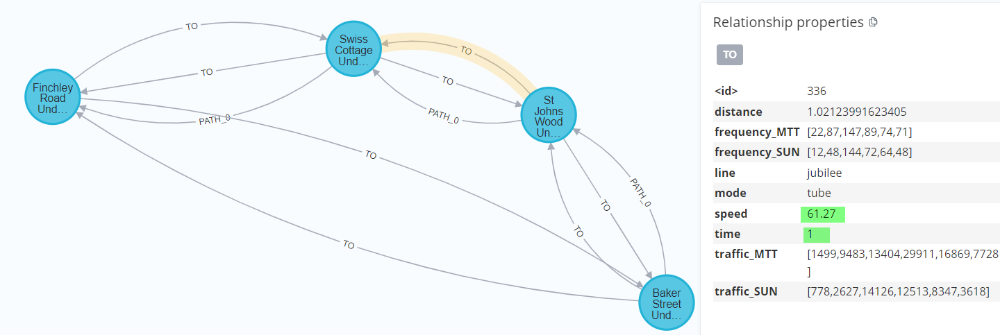 TO
Swiss
Cottage
Und…
TO
TO
Finchley
Road
Und…
TO
PATH_0
PATH_0
St
Johns
Wood
Un…
TO
TO
PATH_0
TO
TO
Baker
Street
Und…
Relationship properties
TO
<id> 336
distance 1.02123991623405
frequency_MTT [22,87,147,89,74,71]
frequency_SUN [12,48,144,72,64,48]
line jubilee
mode tube
speed 61.27
time 1
traffic_MTT [1499,9483,13404,29911,16869,7728
]
traffic_SUN [778,2627,14126,12513,8347,3618]